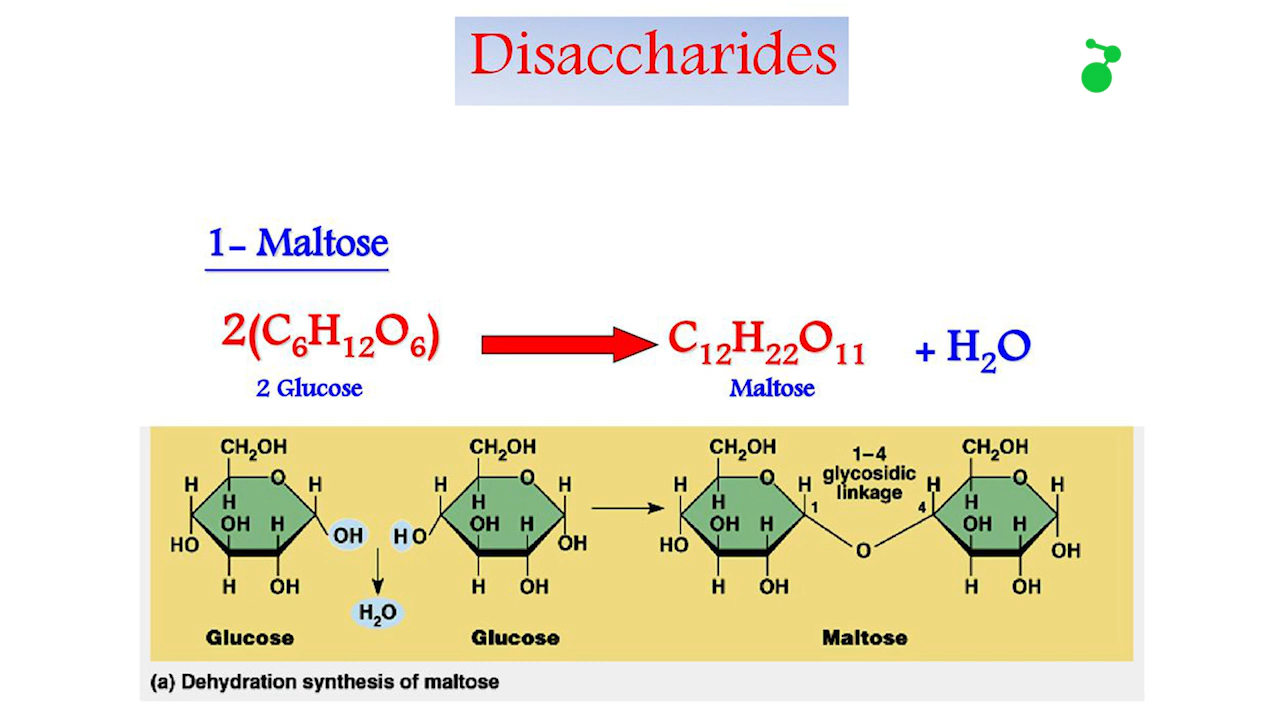 Disaccharides
1- Maltose
2(C₆H₁₂O₆) C₁₂H₂₂O₁₁ + H₂O
2 Glucose Maltose
CH₂OH CH₂OH CH₂OH 1–4 CH₂OH
glycosidic
linkage
H O H H O H H O H H O H
H H H 1 4 H
OH H OH H OH H OH H
HO OH HO OH HO O OH
H OH H OH H OH H OH
H₂O
Glucose Glucose Maltose
(a) Dehydration synthesis of maltose